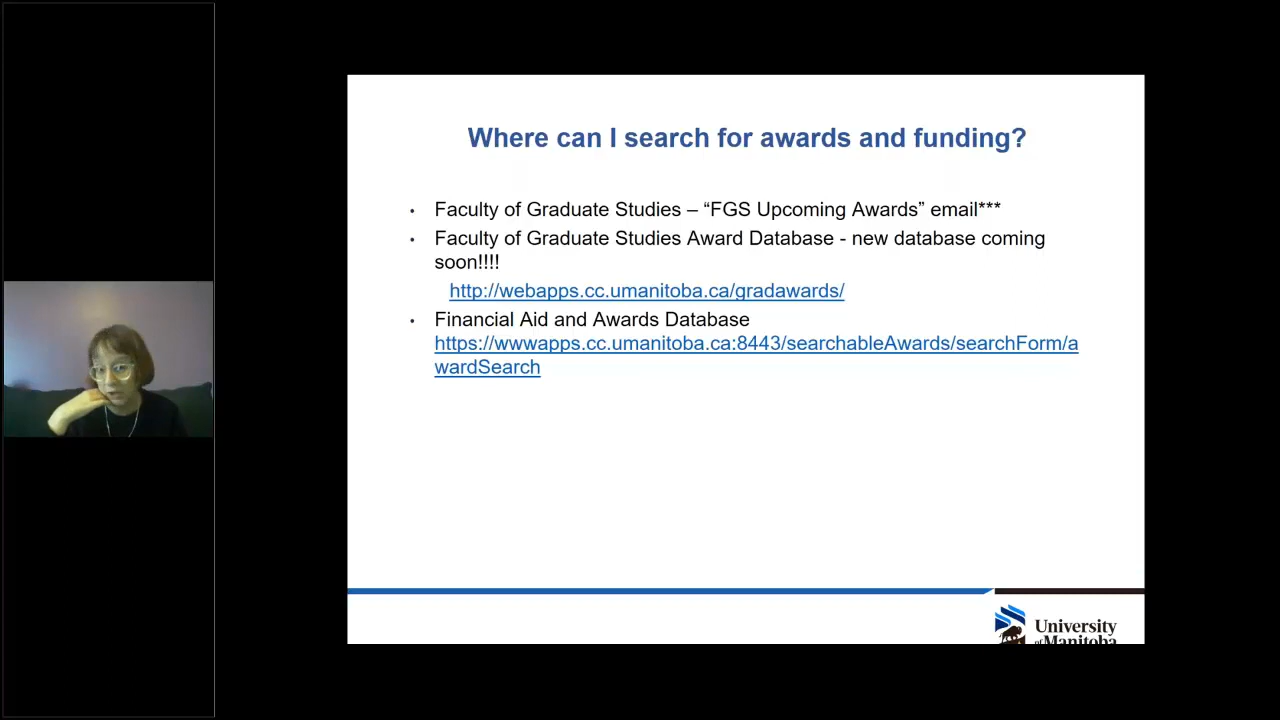 Where can I search for awards and funding?
• Faculty of Graduate Studies – “FGS Upcoming Awards” email***
• Faculty of Graduate Studies Award Database - new database coming
soon!!!!
http://webapps.cc.umanitoba.ca/gradawards/
• Financial Aid and Awards Database
https://wwwapps.cc.umanitoba.ca:8443/searchableAwards/searchForm/a
wardSearch
University
of Manitoba